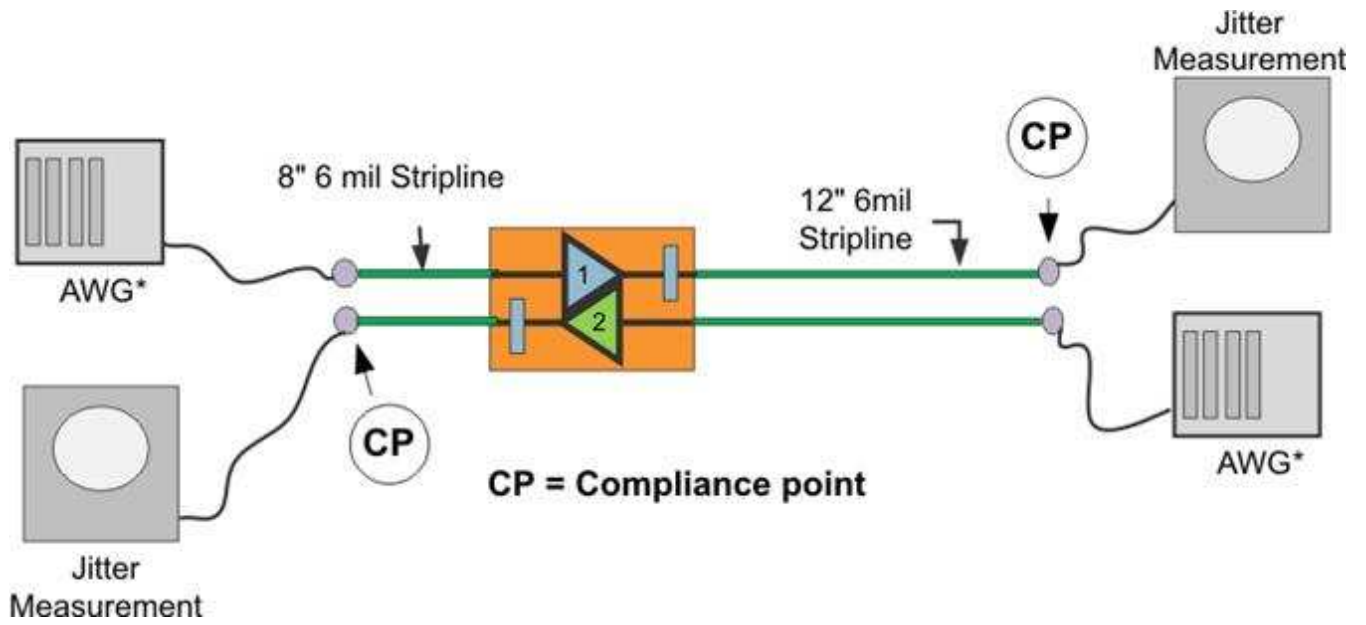 Jitter
Measurement
CP
8" 6 mil Stripline
12" 6mil
Stripline
AWG*
1
2
CP
CP = Compliance point
AWG*
Jitter
Measurement